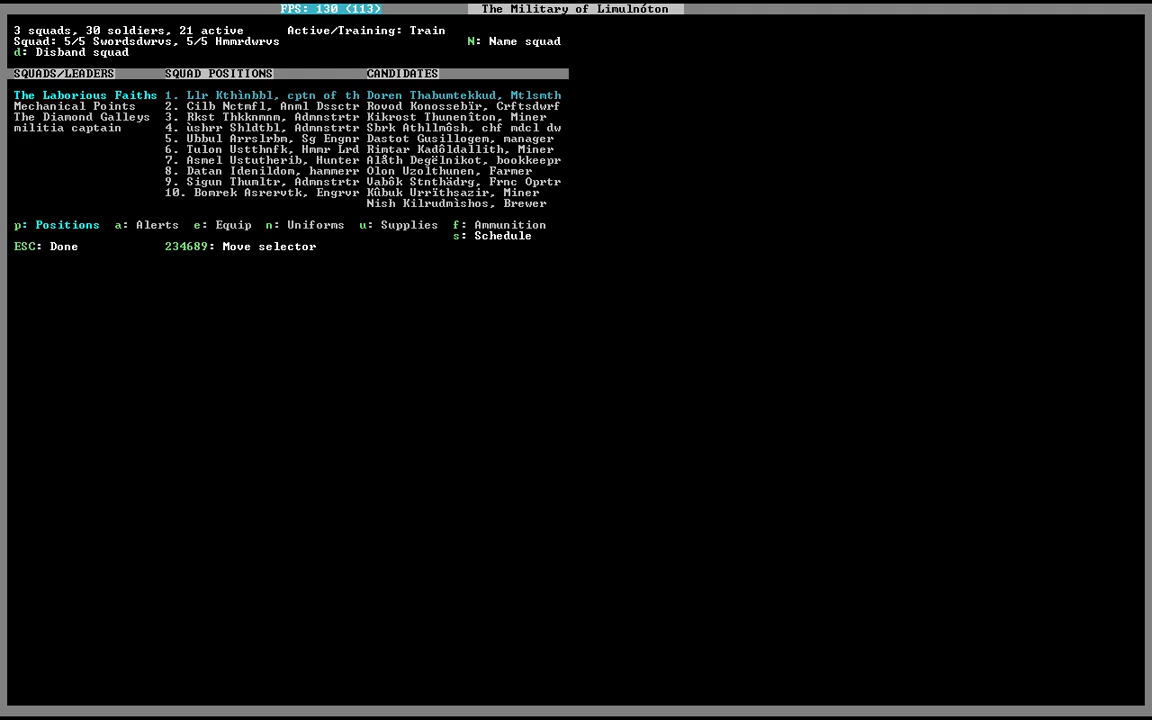 FPS: 130 (113) The Military of Limulnóton
3 squads, 30 soldiers, 21 active Active/Training: Train
Squad: 5/5 Swordsdwrvs, 5/5 Hmmrdwrvs N: Name squad
d: Disband squad
SQUADS/LEADERS SQUAD POSITIONS CANDIDATES
The Laborious Faiths 1. Llr Kthìnbbl, cptn of th Doren Thabumtekkud, Mtlsmth
Mechanical Points 2. Cilb Nctmfl, Anml Dssctr Rovod Konossebïr, Crftsdwrf
The Diamond Galleys 3. Rkst Thkknmnm, Admnstrtr Kikrost Thunenîton, Miner
militia captain 4. ùshrr Shldtbl, Admnstrtr Sbrk Athllmôsh, chf mdcl dw
5. Ubbul Arrslrbm, Sg Engnr Dastot Gusillogem, manager
6. Tulon Ustthnfk, Hmmr Lrd Rimtar Kadôldallith, Miner
7. Asmel Ustutherib, Hunter Alåth Degëlnikot, bookkeepr
8. Datan Idenildom, hammerr Olon Uzolthunen, Farmer
9. Sigun Thumltr, Admnstrtr Vabôk Stnthädrg, Frnc Oprtr
10. Bomrek Asrervtk, Engrvr Kûbuk Urrïthsazir, Miner
Nish Kilrudmìshos, Brewer
p: Positions a: Alerts e: Equip n: Uniforms u: Supplies f: Ammunition
s: Schedule
ESC: Done 234689: Move selector